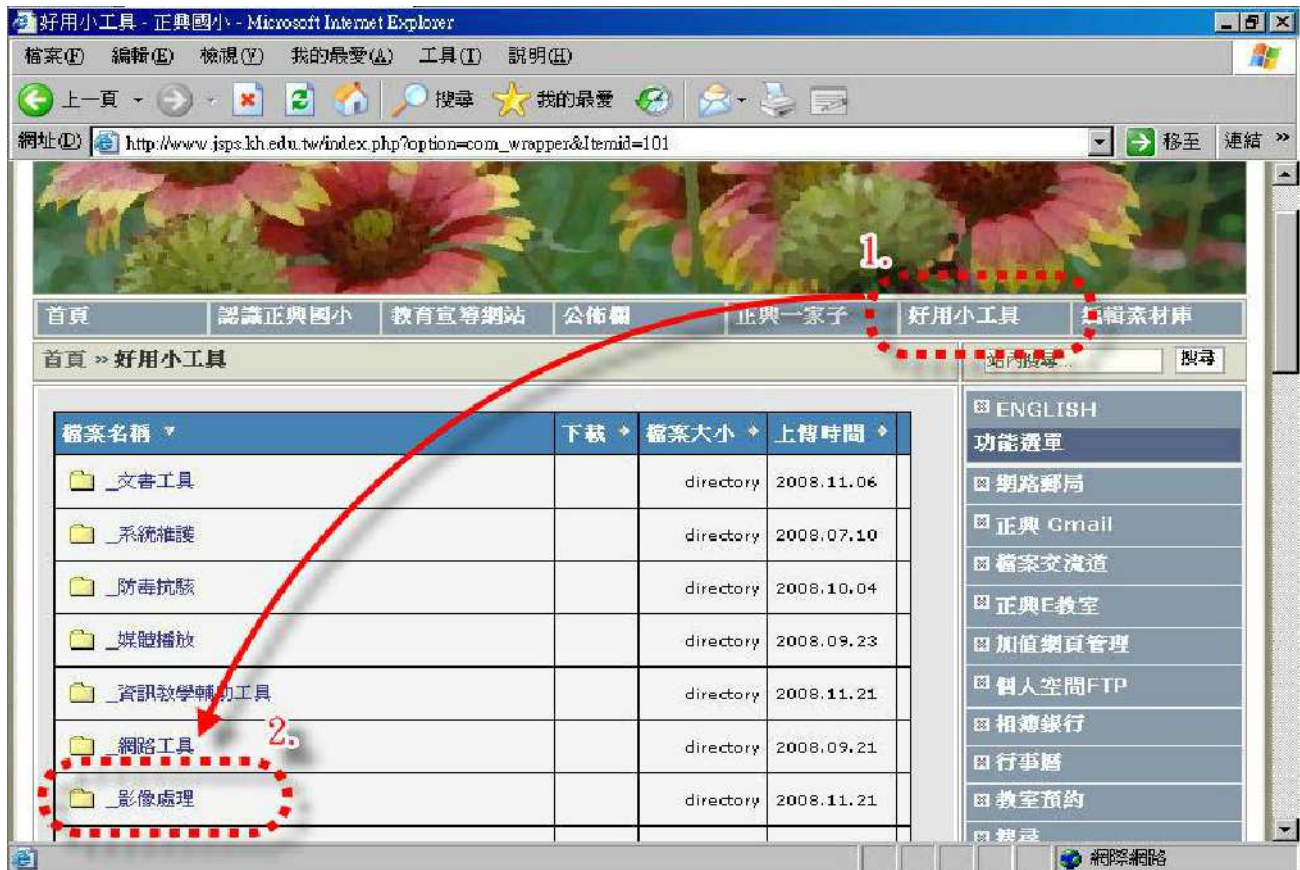 好用小工具 - 正興國小 - Microsoft Internet Explorer
檔案(F) 編輯(E) 檢視(V) 我的最愛(A) 工具(T) 說明(H)
上一頁 搜尋 我的最愛
網址(D) http://www.jsps.kh.edu.tw/index.php?option=com_wrapper&Itemid=101 移至 連結 »
1.
首頁 認識正興國小 教育宣導網站 公佈欄 正興一家子 好用小工具 編輯素材庫
首頁 » 好用小工具 站內搜尋... 搜尋
檔案名稱 下載 檔案大小 上傳時間
_文書工具 directory 2008.11.06
_系統維護 directory 2008.07.10
_防毒抗駭 directory 2008.10.04
_媒體播放 directory 2008.09.23
_資訊教學輔助工具 directory 2008.11.21
_網路工具 directory 2008.09.21
2.
_影像處理 directory 2008.11.21
ENGLISH
功能選單
網路郵局
正興 Gmail
檔案交流道
正興E教室
加值網頁管理
個人空間FTP
相簿銀行
行事曆
教室預約
搜尋
網際網路